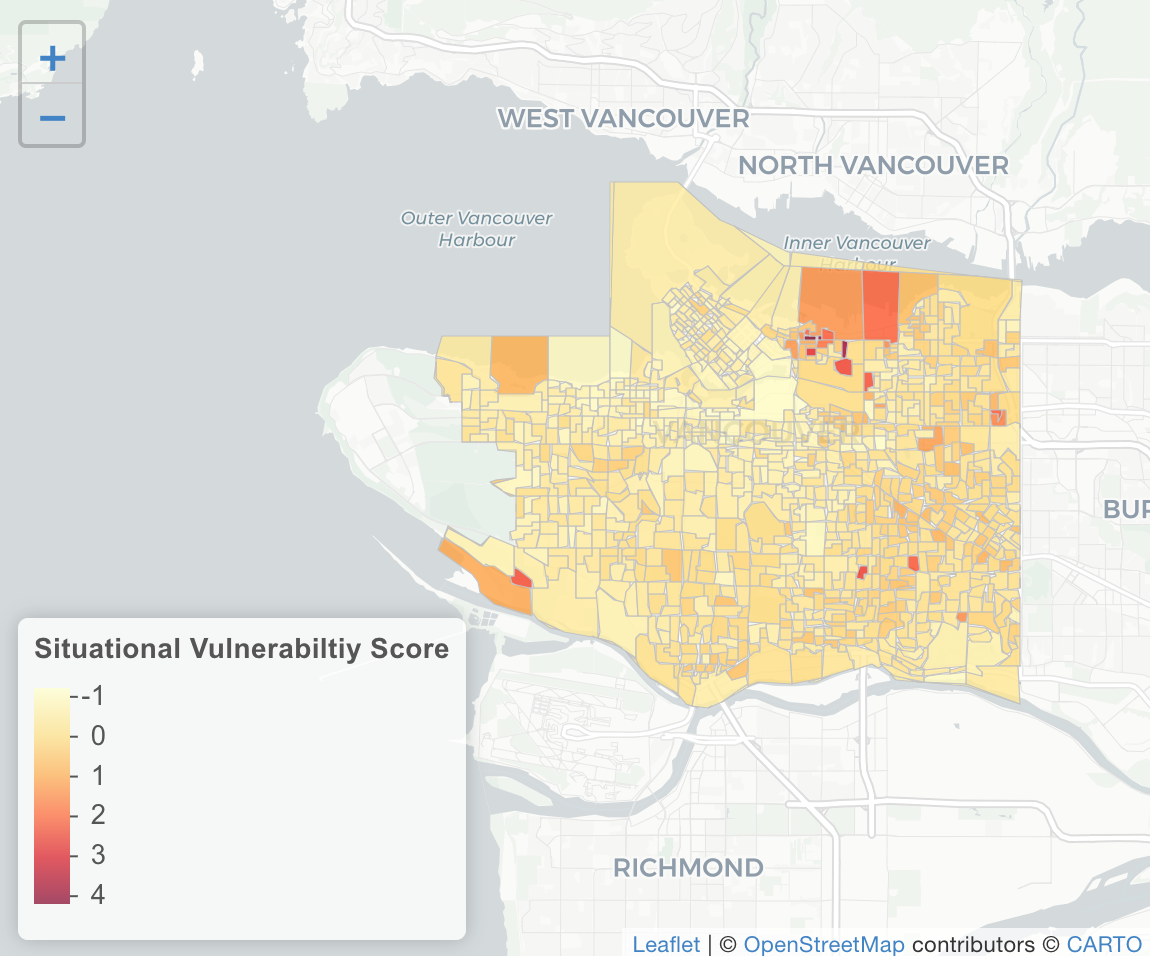 +
−
WEST VANCOUVER
NORTH VANCOUVER
Outer Vancouver
Harbour
Inner Vancouver
Harbour
VANCOUVER
BUR
Situational Vulnerabiltiy Score
-1
0
1
2
3
4
RICHMOND
Leaflet | © OpenStreetMap contributors © CARTO